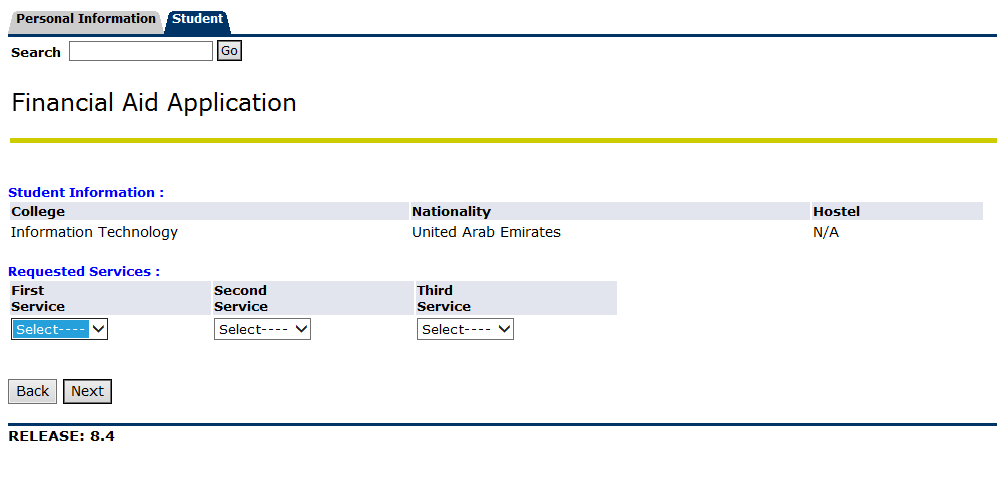 Personal Information Student
Search Go
Financial Aid Application
Student Information :
College Nationality Hostel
Information Technology United Arab Emirates N/A
Requested Services :
First Second Third
Service Service Service
Select---- Select---- Select----
Back Next
RELEASE: 8.4